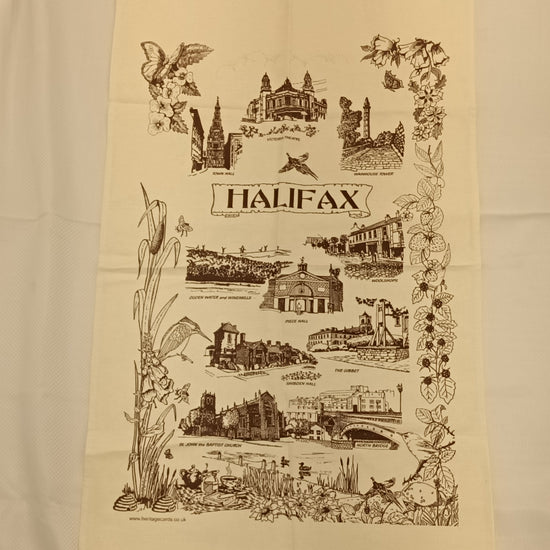 VICTORIA THEATRE
TOWN HALL
WAINHOUSE TOWER
HALIFAX
WOOLSHOPS
OGDEN WATER and WINDMILLS
PIECE HALL
THE GIBBET
SHIBDEN HALL
ST. JOHN the BAPTIST CHURCH
NORTH BRIDGE
www.heritagecards.co.uk